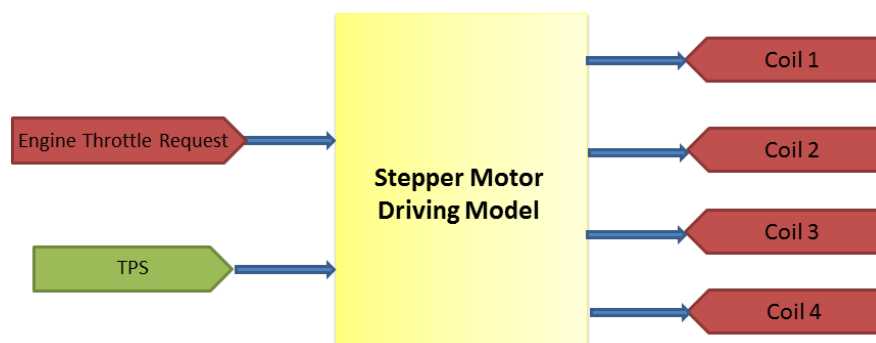 Engine Throttle Request
TPS
Stepper Motor
Driving Model
Coil 1
Coil 2
Coil 3
Coil 4